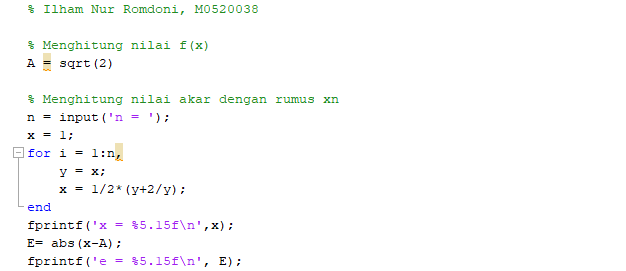 % Ilham Nur Romdoni, M0520038
% Menghitung nilai f(x)
A = sqrt(2)
% Menghitung nilai akar dengan rumus xn
n = input('n = ');
x = 1;
for i = 1:n,
y = x;
x = 1/2*(y+2/y);
end
fprintf('x = %5.15f\n',x);
E= abs(x-A);
fprintf('e = %5.15f\n', E);